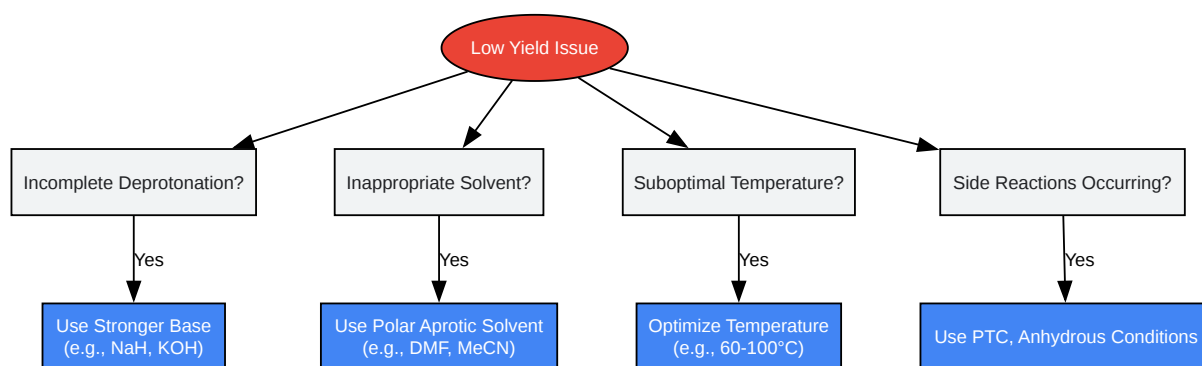 Low Yield Issue
Incomplete Deprotonation?
Inappropriate Solvent?
Suboptimal Temperature?
Side Reactions Occurring?
Yes
Yes
Yes
Yes
Use Stronger Base
(e.g., NaH, KOH)
Use Polar Aprotic Solvent
(e.g., DMF, MeCN)
Optimize Temperature
(e.g., 60-100°C)
Use PTC, Anhydrous Conditions